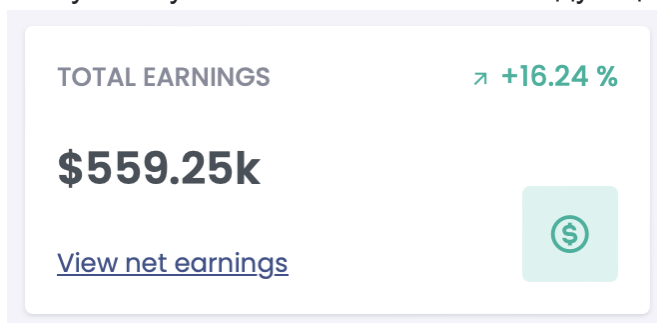 TOTAL EARNINGS
+16.24 %
$559.25k
View net earnings
$